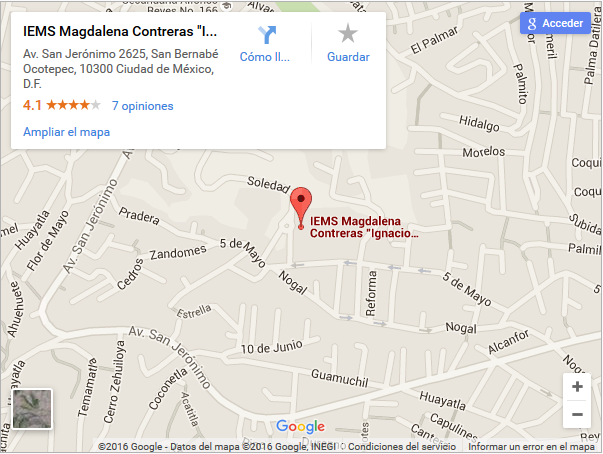 Reyes No. 166
IEMS Magdalena Contreras "I...
Av. San Jerónimo 2625, San Bernabé
Ocotepec, 10300 Ciudad de México,
D.F.
4.1
7 opiniones
Ampliar el mapa
Cómo ll...
Guardar
Acceder
El Palmar
Palmito
Palma Datilera
Hidalgo
Morelos
Coqui
Soledad
IEMS Magdalena
Contreras "Ignacio...
Subida
Palmil
Huayatla
Flor de Mayo
Av. San Jerónimo
Pradera
Cedros
Zandomes
5 de Mayo
Nogal
Reforma
5 de Mayo
Ahuehuete
Estrella
Nogal
Av. San Jerónimo
10 de Junio
Alcanfor
Guamuchil
Temamatla
Cerro Zehuiloya
Coconetla
Acatitla
Huayatla
Capulines
+
−
Google
©2016 Google - Datos del mapa ©2016 Google, INEGI
Condiciones del servicio
Informar un error en el mapa